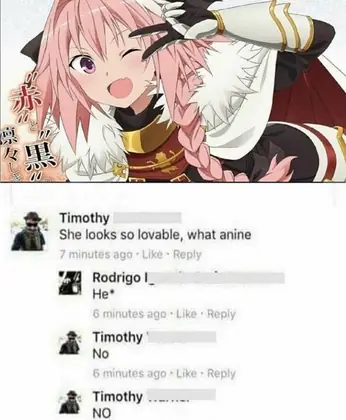 "赤"と"黒"
凛々しき
Timothy
She looks so lovable, what anine
7 minutes ago · Like · Reply
Rodrigo
He*
6 minutes ago · Like · Reply
Timothy
No
6 minutes ago · Like · Reply
Timothy
NO